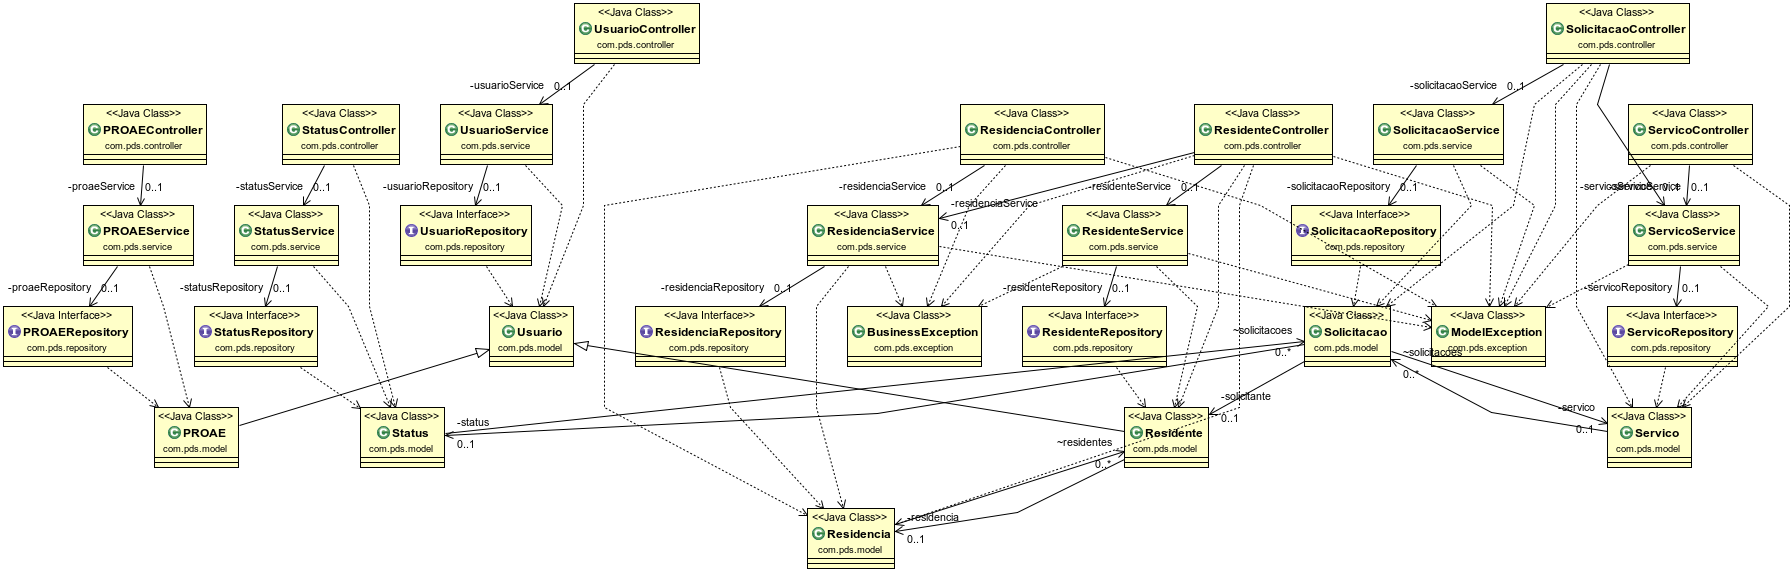 <<Java Class>>
UsuarioController
com.pds.controller
<<Java Class>>
SolicitacaoController
com.pds.controller
-usuarioService
0..1
-solicitacaoService
0..1
<<Java Class>>
PROAEController
com.pds.controller
<<Java Class>>
StatusController
com.pds.controller
<<Java Class>>
UsuarioService
com.pds.service
<<Java Class>>
ResidenciaController
com.pds.controller
<<Java Class>>
ResidenteController
com.pds.controller
<<Java Class>>
SolicitacaoService
com.pds.service
<<Java Class>>
ServicoController
com.pds.controller
-proaeService
0..1
-statusService
0..1
-usuarioRepository
0..1
-residenciaService
0..1
-residenteService
0..1
-solicitacaoRepository
0..1
-servicoService
0..1
-servicoService
0..1
-residenciaService
0..1
<<Java Class>>
PROAEService
com.pds.service
<<Java Class>>
StatusService
com.pds.service
<<Java Interface>>
UsuarioRepository
com.pds.repository
<<Java Class>>
ResidenciaService
com.pds.service
<<Java Class>>
ResidenteService
com.pds.service
<<Java Interface>>
SolicitacaoRepository
com.pds.repository
<<Java Class>>
ServicoService
com.pds.service
-proaeRepository
0..1
-statusRepository
0..1
-residenciaRepository
0..1
-residenteRepository
0..1
-servicoRepository
0..1
<<Java Interface>>
PROAERepository
com.pds.repository
<<Java Interface>>
StatusRepository
com.pds.repository
<<Java Class>>
Usuario
com.pds.model
<<Java Interface>>
ResidenciaRepository
com.pds.repository
<<Java Class>>
BusinessException
com.pds.exception
<<Java Interface>>
ResidenteRepository
com.pds.repository
<<Java Class>>
Solicitacao
com.pds.model
<<Java Class>>
ModelException
com.pds.exception
<<Java Interface>>
ServicoRepository
com.pds.repository
~solicitacoes
0..*
~solicitacoes
0..*
-solicitante
0..1
-servico
0..1
-status
0..1
<<Java Class>>
PROAE
com.pds.model
<<Java Class>>
Status
com.pds.model
<<Java Class>>
Residente
com.pds.model
<<Java Class>>
Servico
com.pds.model
~residentes
0..*
-residencia
0..1
<<Java Class>>
Residencia
com.pds.model